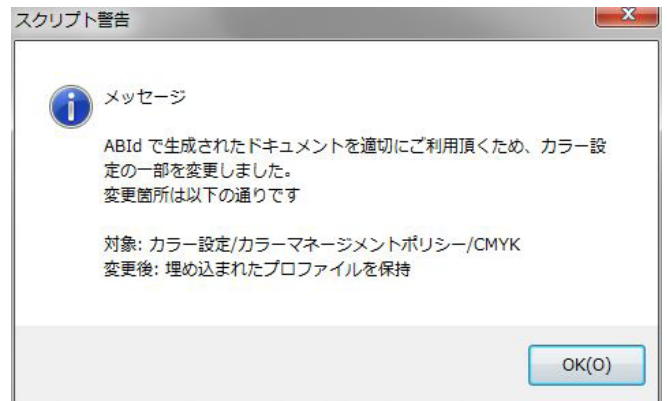 スクリプト警告
メッセージ
ABId で生成されたドキュメントを適切にご利用頂くため、カラー設
定の一部を変更しました。
変更箇所は以下の通りです
対象: カラー設定/カラーマネージメントポリシー/CMYK
変更後: 埋め込まれたプロファイルを保持
OK(O)